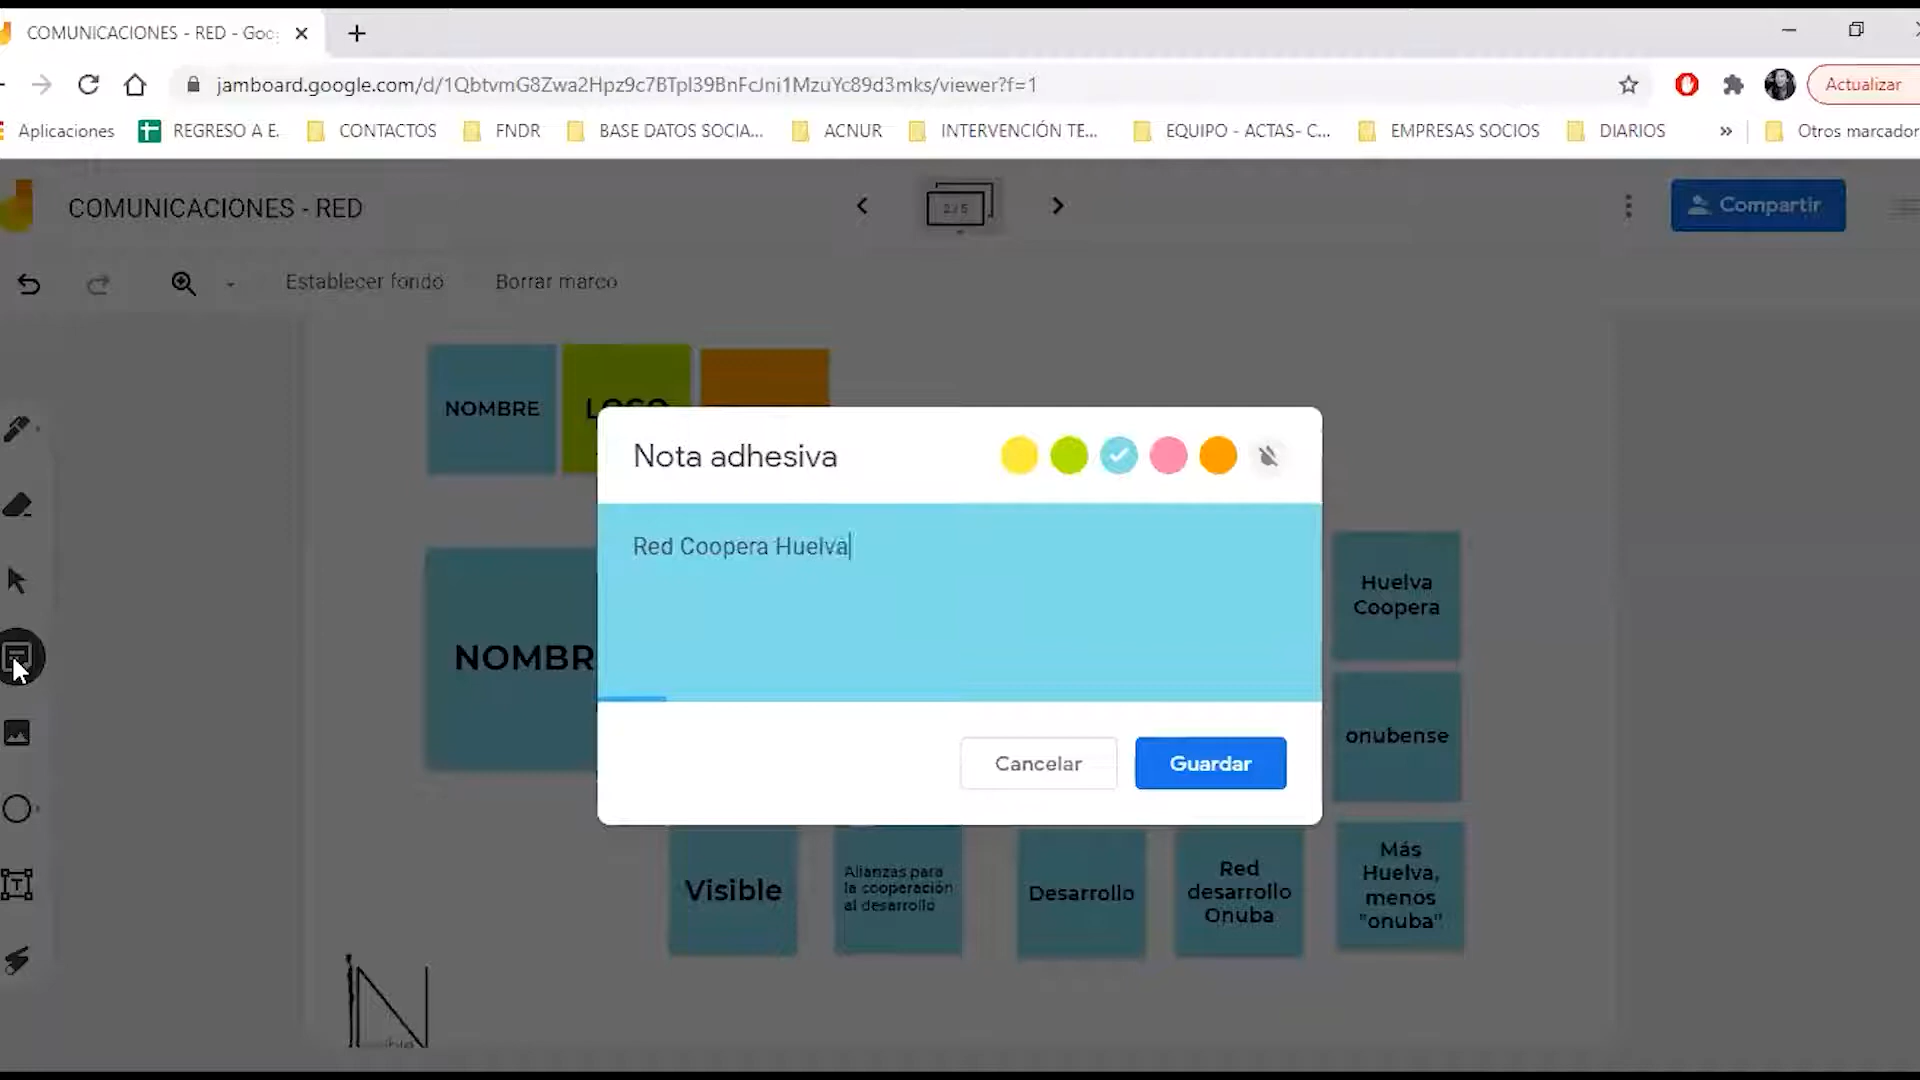 COMUNICACIONES - RED - Goo
jamboard.google.com/d/1QbtvmG8Zwa2Hpz9c7BTpl39BnFcJni1MzuYc89d3mks/viewer?f=1
Actualizar
Aplicaciones
REGRESO A E.
CONTACTOS
FNDR
BASE DATOS SOCIA...
ACNUR
INTERVENCIÓN TE...
EQUIPO - ACTAS- C...
EMPRESAS SOCIOS
DIARIOS
»
Otros marcador
COMUNICACIONES - RED
2/5
Compartir
Establecer fondo
Borrar marco
NOMBRE
LOGO
Nota adhesiva
Red Coopera Huelva
Cancelar
Guardar
NOMBR
Huelva
Coopera
onubense
Visible
Alianzas para
la cooperación
al desarrollo
Desarrollo
Red
desarrollo
Onuba
Más
Huelva,
menos
"onuba"
N